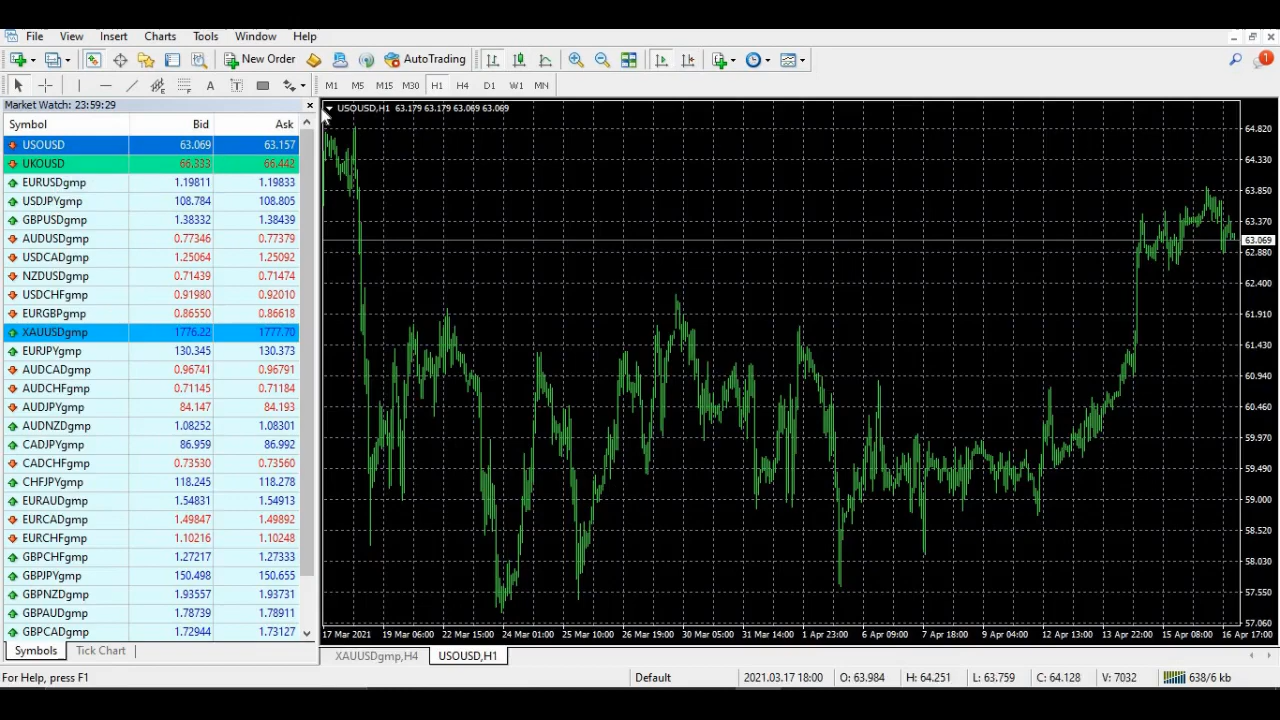 File View Insert Charts Tools Window Help
New Order AutoTrading 1
A T M1 M5 M15 M30 H1 H4 D1 W1 MN
Market Watch: 23:59:29
Symbol Bid Ask
USOUSD 63.069 63.157
UKOUSD 66.333 66.442
EURUSDgmp 1.19811 1.19833
USDJPYgmp 108.784 108.805
GBPUSDgmp 1.38332 1.38439
AUDUSDgmp 0.77346 0.77379
USDCADgmp 1.25064 1.25092
NZDUSDgmp 0.71439 0.71474
USDCHFgmp 0.91980 0.92010
EURGBPgmp 0.86550 0.86618
XAUUSDgmp 1776.22 1777.70
EURJPYgmp 130.345 130.373
AUDCADgmp 0.96741 0.96791
AUDCHFgmp 0.71145 0.71184
AUDJPYgmp 84.147 84.193
AUDNZDgmp 1.08252 1.08301
CADJPYgmp 86.959 86.992
CADCHFgmp 0.73530 0.73560
CHFJPYgmp 118.245 118.278
EURAUDgmp 1.54831 1.54913
EURCADgmp 1.49847 1.49892
EURCHFgmp 1.10216 1.10248
GBPCHFgmp 1.27217 1.27333
GBPJPYgmp 150.498 150.655
GBPNZDgmp 1.93557 1.93731
GBPAUDgmp 1.78739 1.78911
GBPCADgmp 1.72944 1.73127
Symbols Tick Chart
USOUSD,H1 63.179 63.179 63.069 63.069
64.820
64.330
63.850
63.370
63.069
62.880
62.400
61.910
61.430
60.940
60.460
59.970
59.490
59.000
58.520
58.030
57.550
57.060
17 Mar 2021 19 Mar 06:00 22 Mar 15:00 24 Mar 01:00 25 Mar 10:00 26 Mar 19:00 30 Mar 05:00 31 Mar 14:00 1 Apr 23:00 6 Apr 09:00 7 Apr 18:00 9 Apr 04:00 12 Apr 13:00 13 Apr 22:00 15 Apr 08:00 16 Apr 17:00
XAUUSDgmp,H4 USOUSD,H1
For Help, press F1 Default 2021.03.17 18:00 O: 63.984 H: 64.251 L: 63.759 C: 64.128 V: 7032 638/6 kb